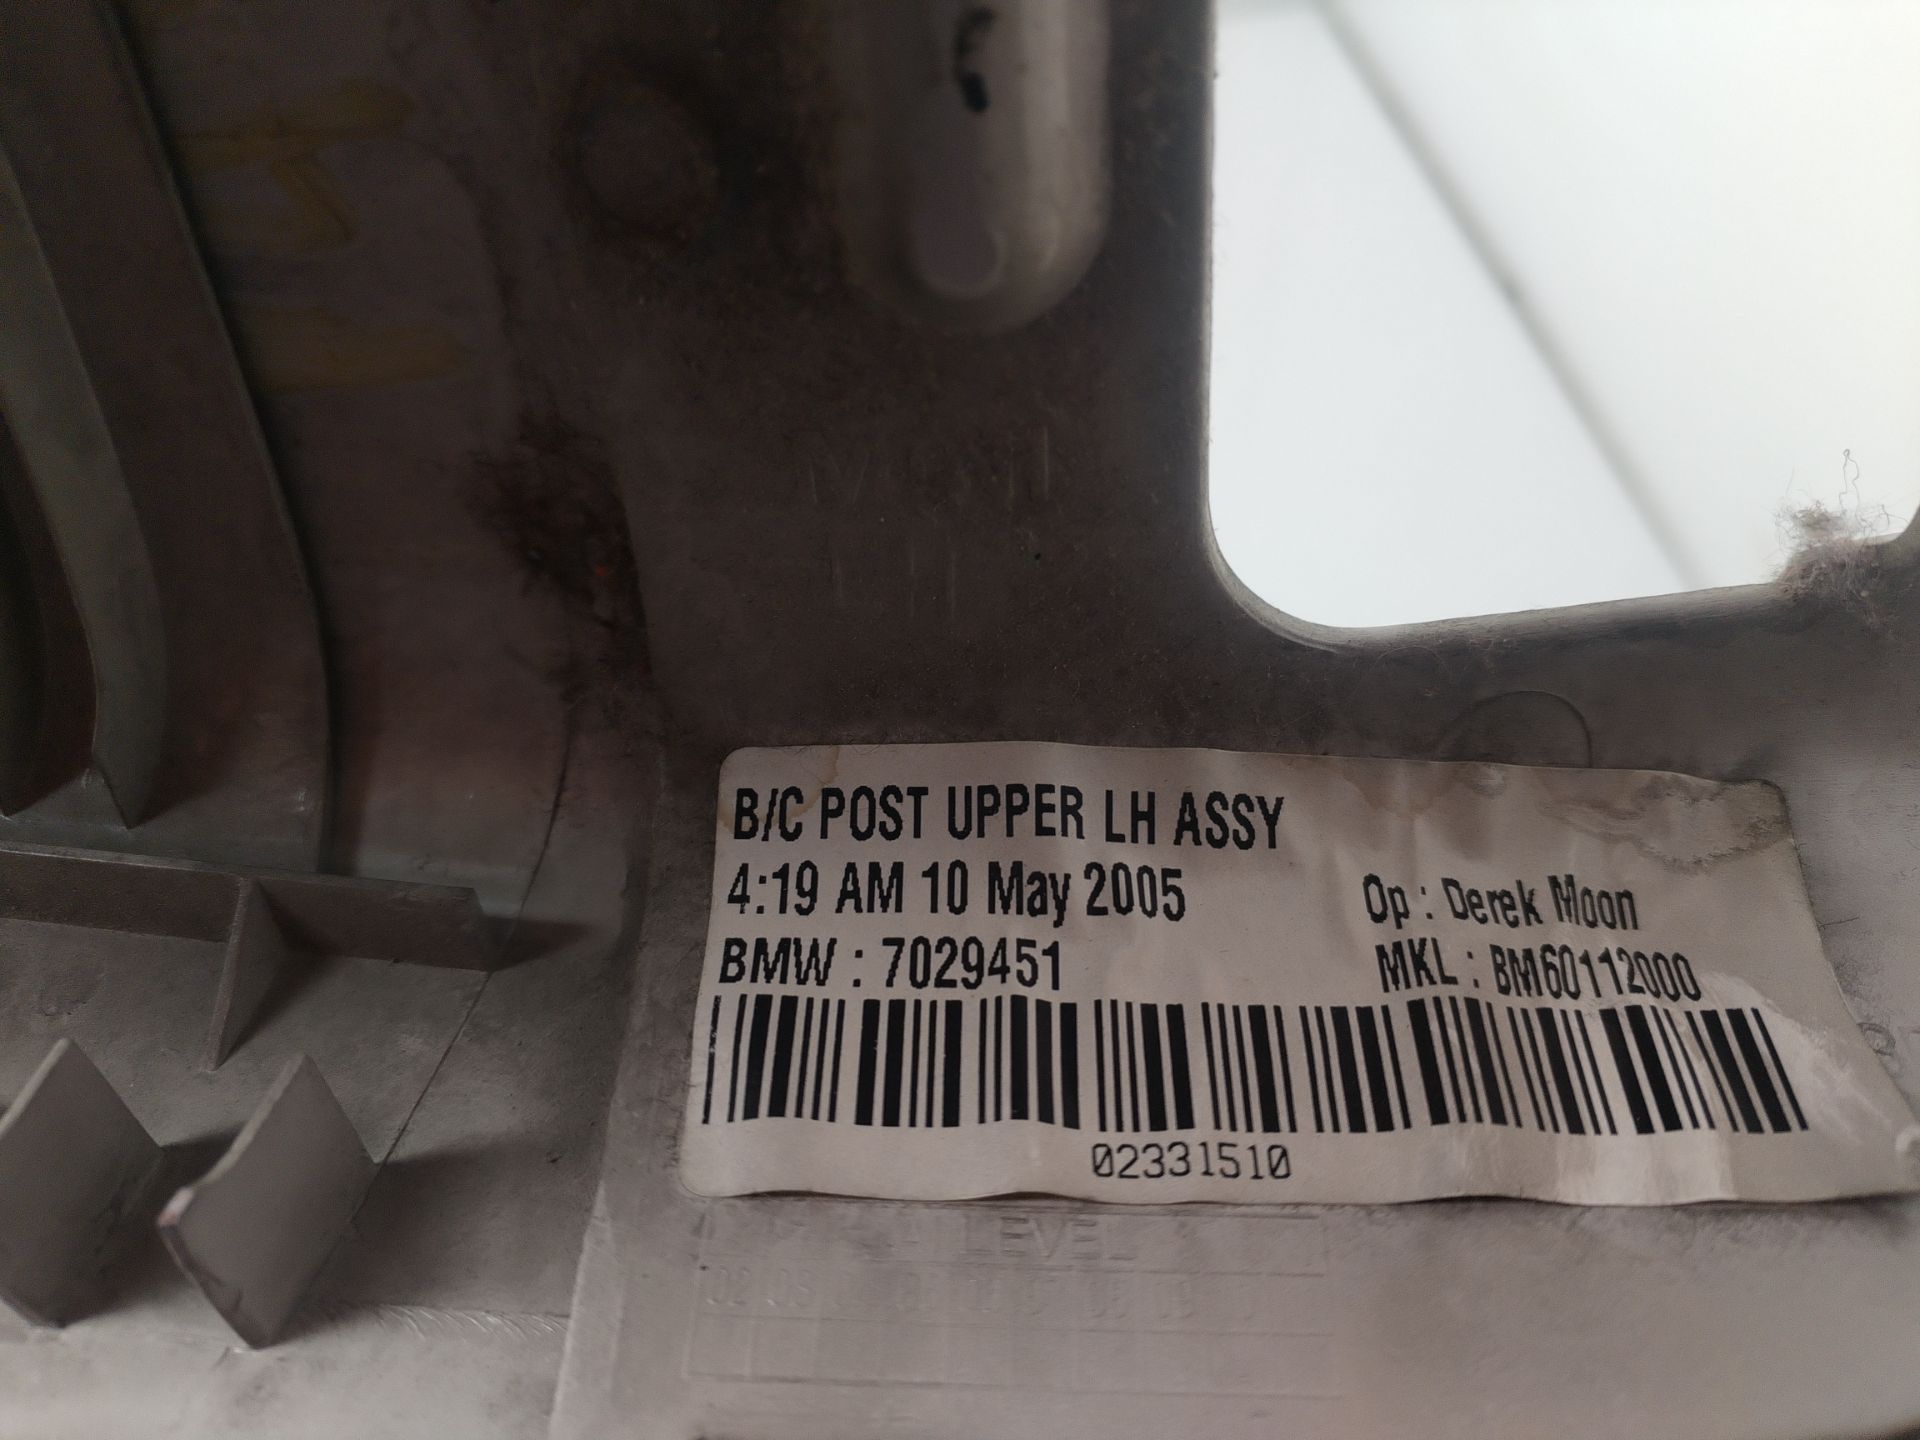 B/C POST UPPER LH ASSY
4:19 AM 10 May 2005
Op : Derek Moon
BMW : 7029451
MKL : BM60112000
02331510
LEVEL